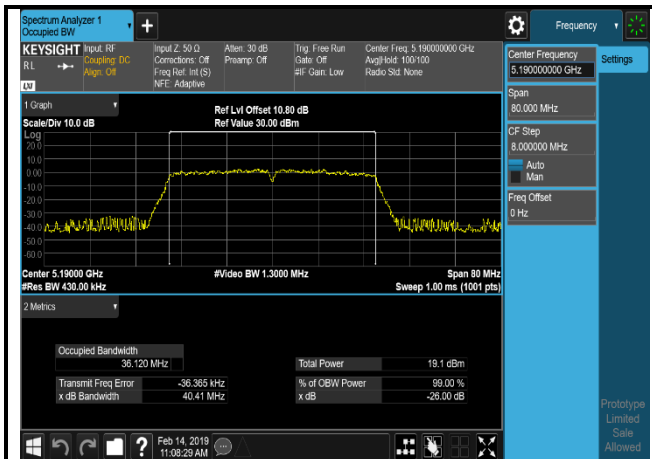 Spectrum Analyzer 1
Occupied BW
+
Frequency
KEYSIGHT Input: RF Input Z: 50 Ω Atten: 30 dB Trig: Free Run Center Freq: 5.190000000 GHz
RL Coupling: DC Corrections: Off Preamp: Off Gate: Off Avg|Hold: 100/100
Align: Off Freq Ref: Int (S) #IF Gain: Low Radio Std: None
LXI NFE: Adaptive
Center Frequency
5.190000000 GHz
Settings
Span
80.000 MHz
CF Step
8.000000 MHz
Auto
Man
Freq Offset
0 Hz
1 Graph
Ref Lvl Offset 10.80 dB
Scale/Div 10.0 dB Ref Value 30.00 dBm
Log
20.0
10.0
0.00
-10.0
-20.0
-30.0
-40.0
-50.0
-60.0
Center 5.19000 GHz #Video BW 1.3000 MHz Span 80 MHz
#Res BW 430.00 kHz Sweep 1.00 ms (1001 pts)
2 Metrics
Occupied Bandwidth
36.120 MHz Total Power 19.1 dBm
Transmit Freq Error -36.365 kHz % of OBW Power 99.00 %
x dB Bandwidth 40.41 MHz x dB -26.00 dB
Prototype
Limited
Sale
Allowed
? Feb 14, 2019
11:08:29 AM